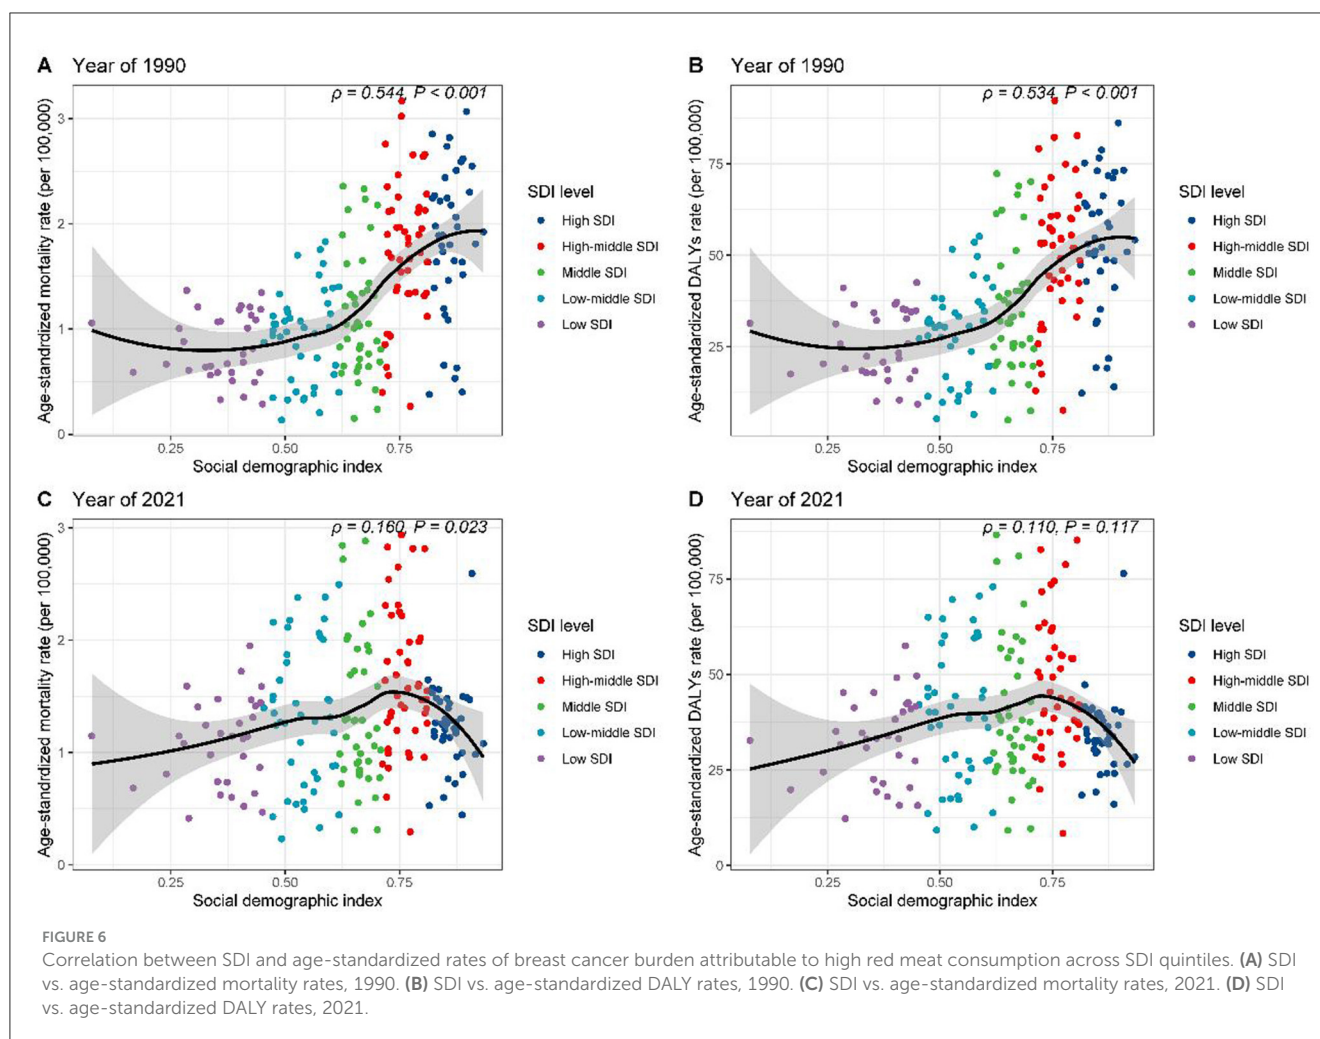 A Year of 1990
ρ = 0.544, P < 0.001
Age-standrdized mortality rate (per 100,000)
3
2
1
0
0.25 0.50 0.75
Social demographic index
SDI level
High SDI
High-middle SDI
Middle SDI
Low-middle SDI
Low SDI
B Year of 1990
ρ = 0.534, P < 0.001
Age-standardized DALYs rate (per 100,000)
75
50
25
0.25 0.50 0.75
Social demographic index
SDI level
High SDI
High-middle SDI
Middle SDI
Low-middle SDI
Low SDI
C Year of 2021
ρ = 0.160, P = 0.023
Age-standrdized mortality rate (per 100,000)
3
2
1
0
0.25 0.50 0.75
Social demographic index
SDI level
High SDI
High-middle SDI
Middle SDI
Low-middle SDI
Low SDI
D Year of 2021
ρ = 0.110, P = 0.117
Age-standardized DALYs rate (per 100,000)
75
50
25
0
0.25 0.50 0.75
Social demographic index
SDI level
High SDI
High-middle SDI
Middle SDI
Low-middle SDI
Low SDI
FIGURE 6
Correlation between SDI and age-standardized rates of breast cancer burden attributable to high red meat consumption across SDI quintiles. (A) SDI
vs. age-standardized mortality rates, 1990. (B) SDI vs. age-standardized DALY rates, 1990. (C) SDI vs. age-standardized mortality rates, 2021. (D) SDI
vs. age-standardized DALY rates, 2021.